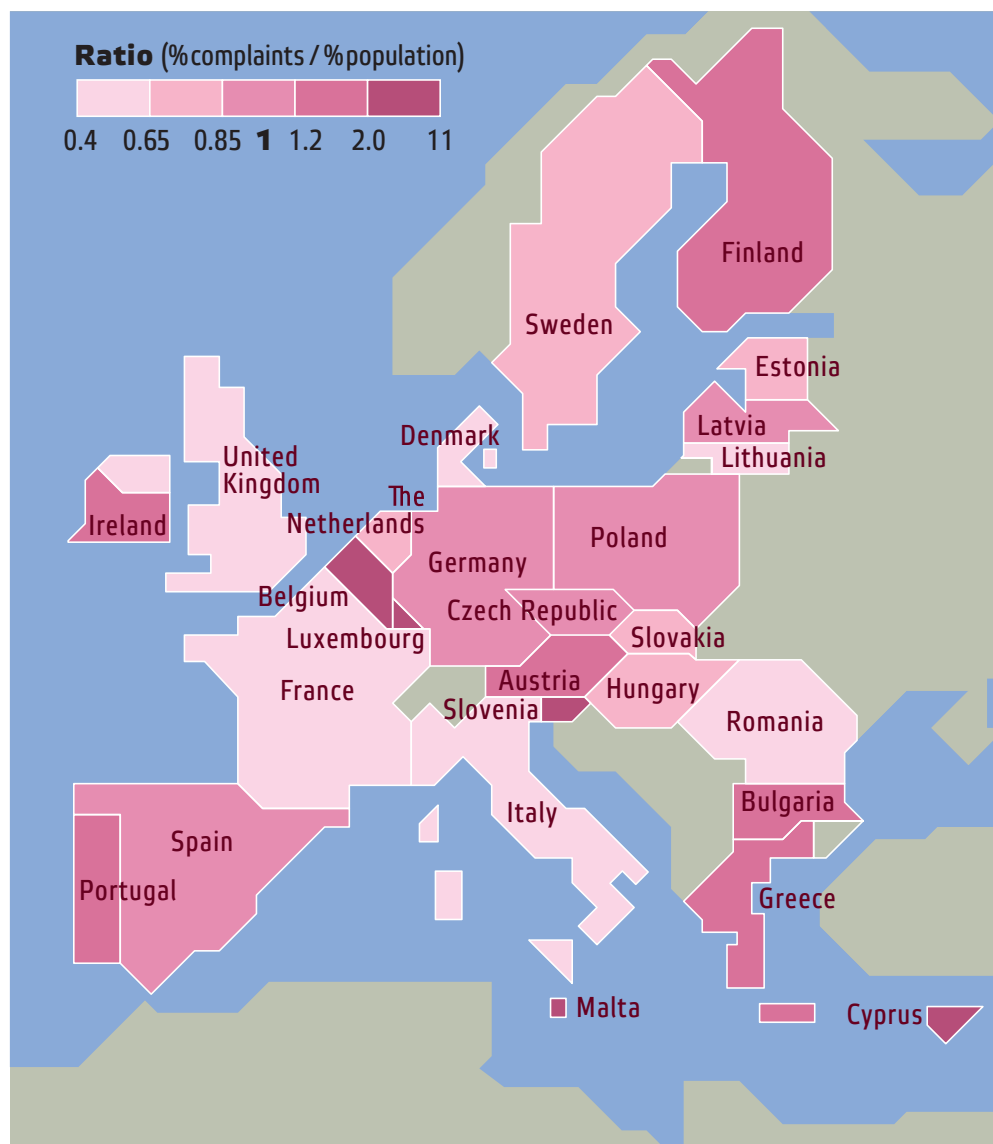 Ratio (% complaints / % population)
0.4 0.65 0.85 1 1.2 2.0 11
Finland
Sweden
Estonia
Latvia
Lithuania
Denmark
United
Kingdom
Ireland
The
Netherlands
Poland
Germany
Belgium
Czech Republic
Luxembourg
Slovakia
France
Austria
Hungary
Slovenia
Romania
Italy
Bulgaria
Spain
Portugal
Greece
Malta
Cyprus